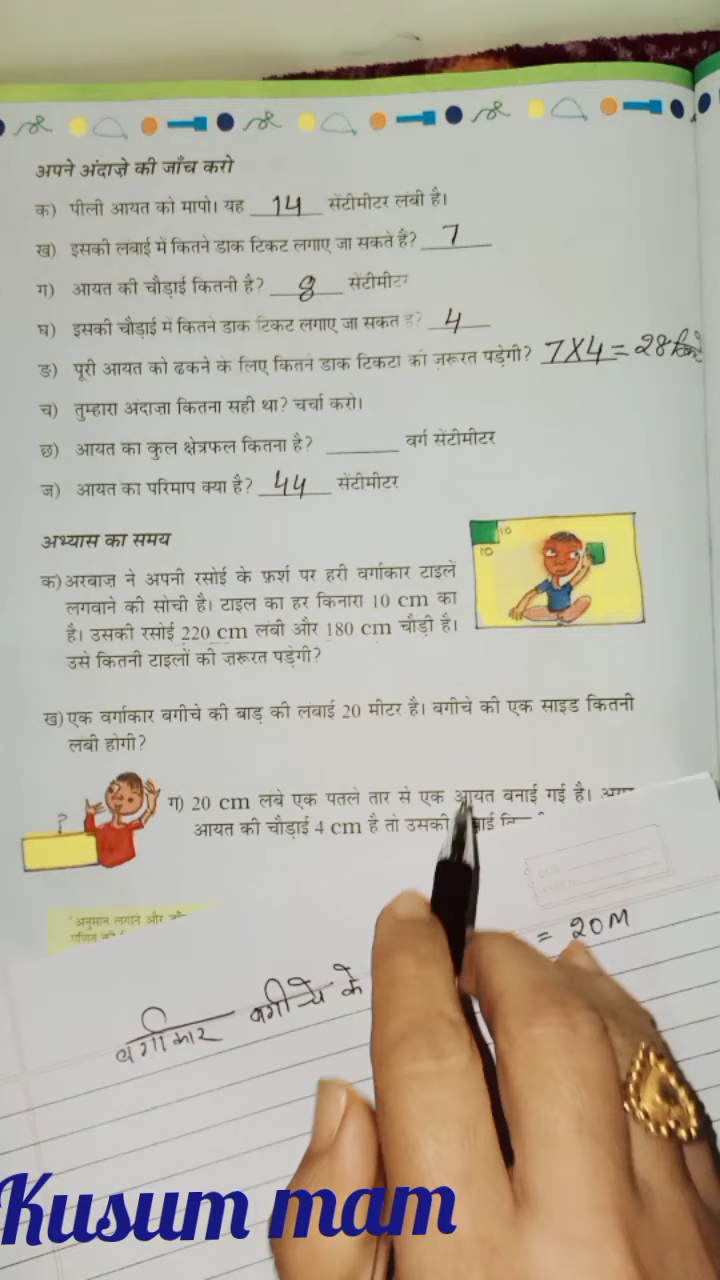 अपने अंदाज़े की जाँच करो
क) पीली आयत को मापो। यह 14 सेंटीमीटर लंबी है।
ख) इसकी लंबाई में कितने डाक टिकट लगाए जा सकते हैं? 7
ग) आयत की चौड़ाई कितनी है? 8 सेंटीमीटर
घ) इसकी चौड़ाई में कितने डाक टिकट लगाए जा सकते है? 4
ङ) पूरी आयत को ढकने के लिए कितने डाक टिकटों की ज़रूरत पड़ेगी? 7X4 = 28
च) तुम्हारा अंदाज़ा कितना सही था? चर्चा करो।
छ) आयत का कुल क्षेत्रफल कितना है? ______ वर्ग सेंटीमीटर
ज) आयत का परिमाप क्या है? 44 सेंटीमीटर
अभ्यास का समय
10
10
क) अरबाज़ ने अपनी रसोई के फ़र्श पर हरी वर्गाकार टाइलें
लगवाने की सोची है। टाइल का हर किनारा 10 cm का
है। उसकी रसोई 220 cm लंबी और 180 cm चौड़ी है।
उसे कितनी टाइलों की ज़रूरत पड़ेगी?
ख) एक वर्गाकार बगीचे की बाड़ की लंबाई 20 मीटर है। बगीचे की एक साइड कितनी
लंबी होगी?
?
ग) 20 cm लंबे एक पतले तार से एक आयत बनाई गई है।
आयत की चौड़ाई 4 cm है तो उसकी
अनुमान लगाने और
वर्गाकार बगीचे के = 20M
Kusum mam